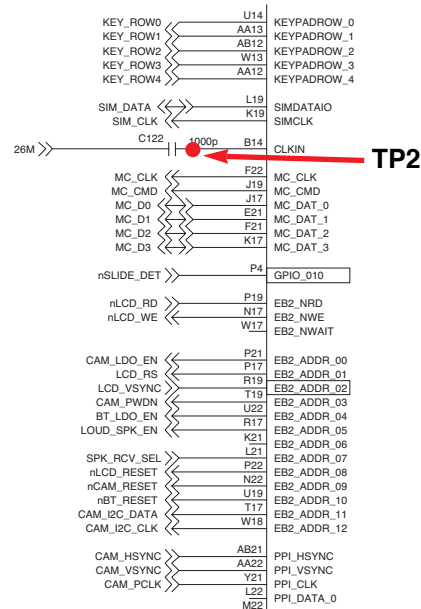 KEY_ROW0 U14 KEYPADROW_0
KEY_ROW1 AA13 KEYPADROW_1
KEY_ROW2 AB12 KEYPADROW_2
KEY_ROW3 W13 KEYPADROW_3
KEY_ROW4 AA12 KEYPADROW_4
SIM_DATA L19 SIMDATAIO
SIM_CLK K19 SIMCLK
26M C122 1000p B14 CLKIN
TP2
MC_CLK F22 MC_CLK
MC_CMD J19 MC_CMD
MC_D0 J17 MC_DAT_0
MC_D1 E21 MC_DAT_1
MC_D2 F21 MC_DAT_2
MC_D3 K17 MC_DAT_3
nSLIDE_DET P4 GPIO_010
nLCD_RD P19 EB2_NRD
nLCD_WE N17 EB2_NWE
W17 EB2_NWAIT
CAM_LDO_EN P21 EB2_ADDR_00
LCD_RS P17 EB2_ADDR_01
LCD_VSYNC R19 EB2_ADDR_02
CAM_PWDN T19 EB2_ADDR_03
BT_LDO_EN U22 EB2_ADDR_04
LOUD_SPK_EN R17 EB2_ADDR_05
K21 EB2_ADDR_06
SPK_RCV_SEL L21 EB2_ADDR_07
nLCD_RESET P22 EB2_ADDR_08
nCAM_RESET N22 EB2_ADDR_09
nBT_RESET U19 EB2_ADDR_10
CAM_I2C_DATA T17 EB2_ADDR_11
CAM_I2C_CLK W18 EB2_ADDR_12
CAM_HSYNC AB21 PPI_HSYNC
CAM_VSYNC AA22 PPI_VSYNC
CAM_PCLK Y21 PPI_CLK
L22 PPI_DATA_0
M22